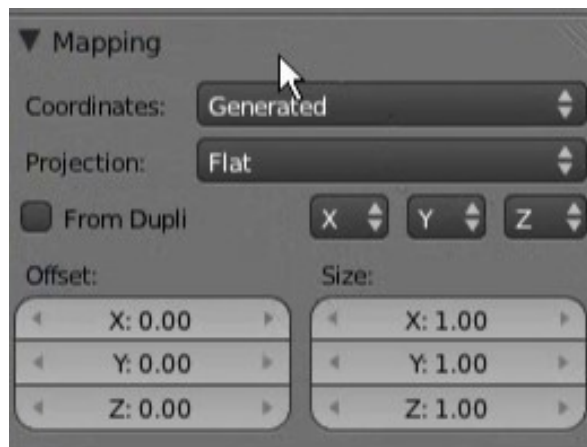 Mapping
Coordinates: Generated
Projection: Flat
From Dupli X Y Z
Offset: Size:
X: 0.00 X: 1.00
Y: 0.00 Y: 1.00
Z: 0.00 Z: 1.00